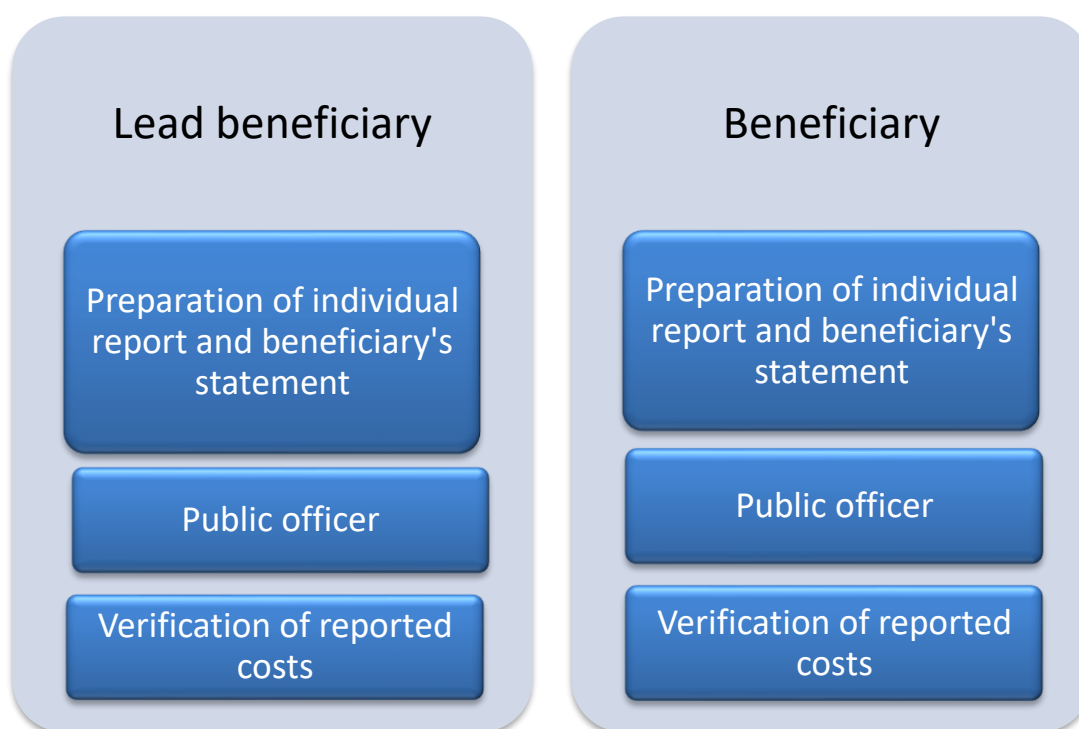 Lead beneficiary
Preparation of individual
report and beneficiary's
statement
Public officer
Verification of reported
costs
Beneficiary
Preparation of individual
report and beneficiary's
statement
Public officer
Verification of reported
costs